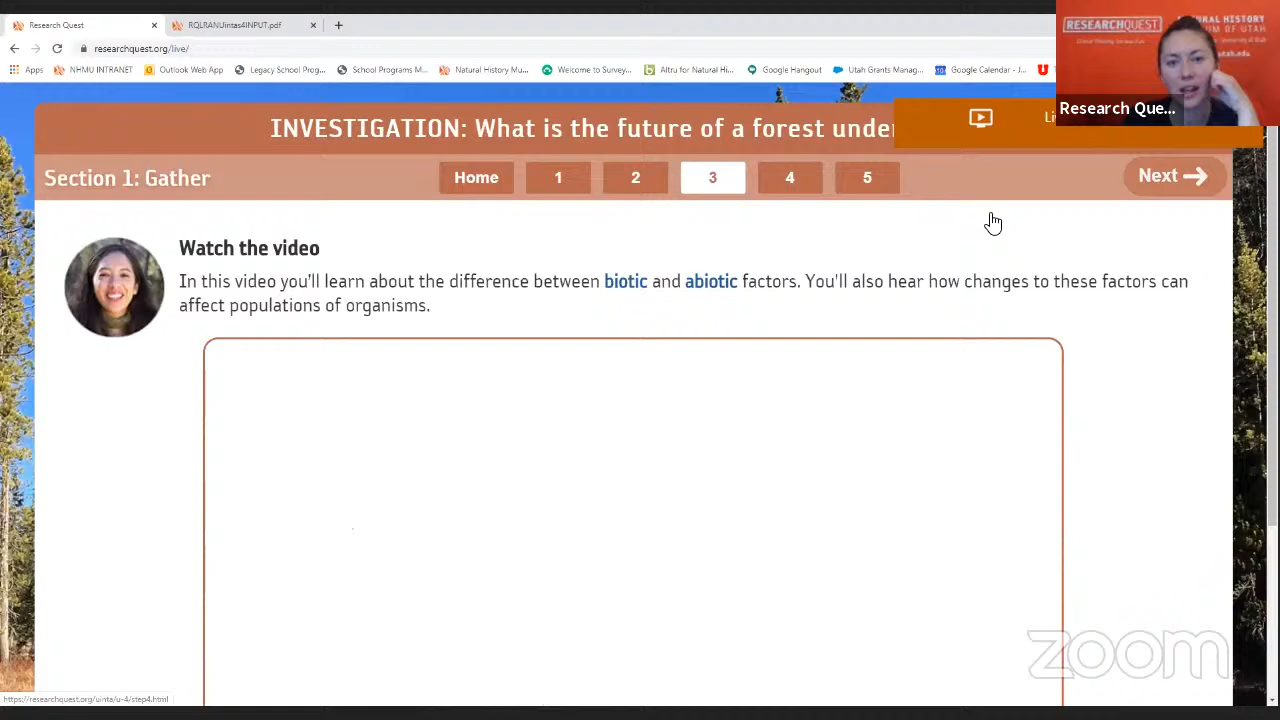 Research Quest
RQLRANUintas4INPUT.pdf
researchquest.org/live/
Apps
NHMU INTRANET
Outlook Web App
Legacy School Prog...
School Programs M...
Natural History Mu...
Welcome to Survey...
Altru for Natural Hi...
Google Hangout
Utah Grants Manag...
Google Calendar - J...
RESEARCHQUEST
Research Que...
INVESTIGATION: What is the future of a forest under
Section 1: Gather
Home
1
2
3
4
5
Next
Watch the video
In this video you'll learn about the difference between biotic and abiotic factors. You'll also hear how changes to these factors can
affect populations of organisms.
zoom
https://researchquest.org/uinta/u-4/step4.html